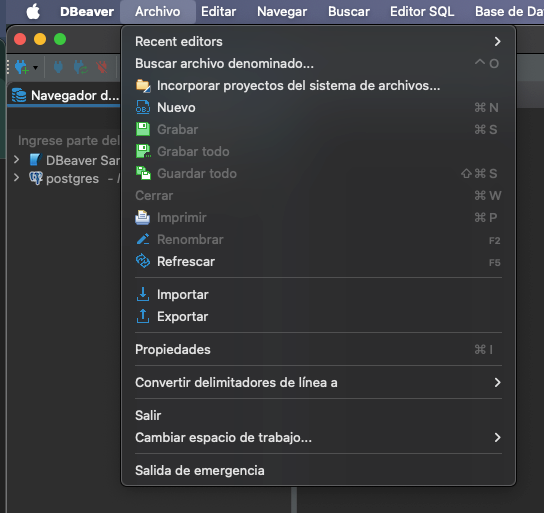 DBeaver Archivo Editar Navegar Buscar Editor SQL Base de Dat
Navegador d...
Ingrese parte del
DBeaver Sar
postgres - /
Recent editors
Buscar archivo denominado... ⌃ O
Incorporar proyectos del sistema de archivos...
Nuevo ⌘ N
Grabar ⌘ S
Grabar todo
Guardar todo ⇧ ⌘ S
Cerrar ⌘ W
Imprimir ⌘ P
Renombrar F2
Refrescar F5
Importar
Exportar
Propiedades ⌘ I
Convertir delimitadores de línea a
Salir
Cambiar espacio de trabajo...
Salida de emergencia